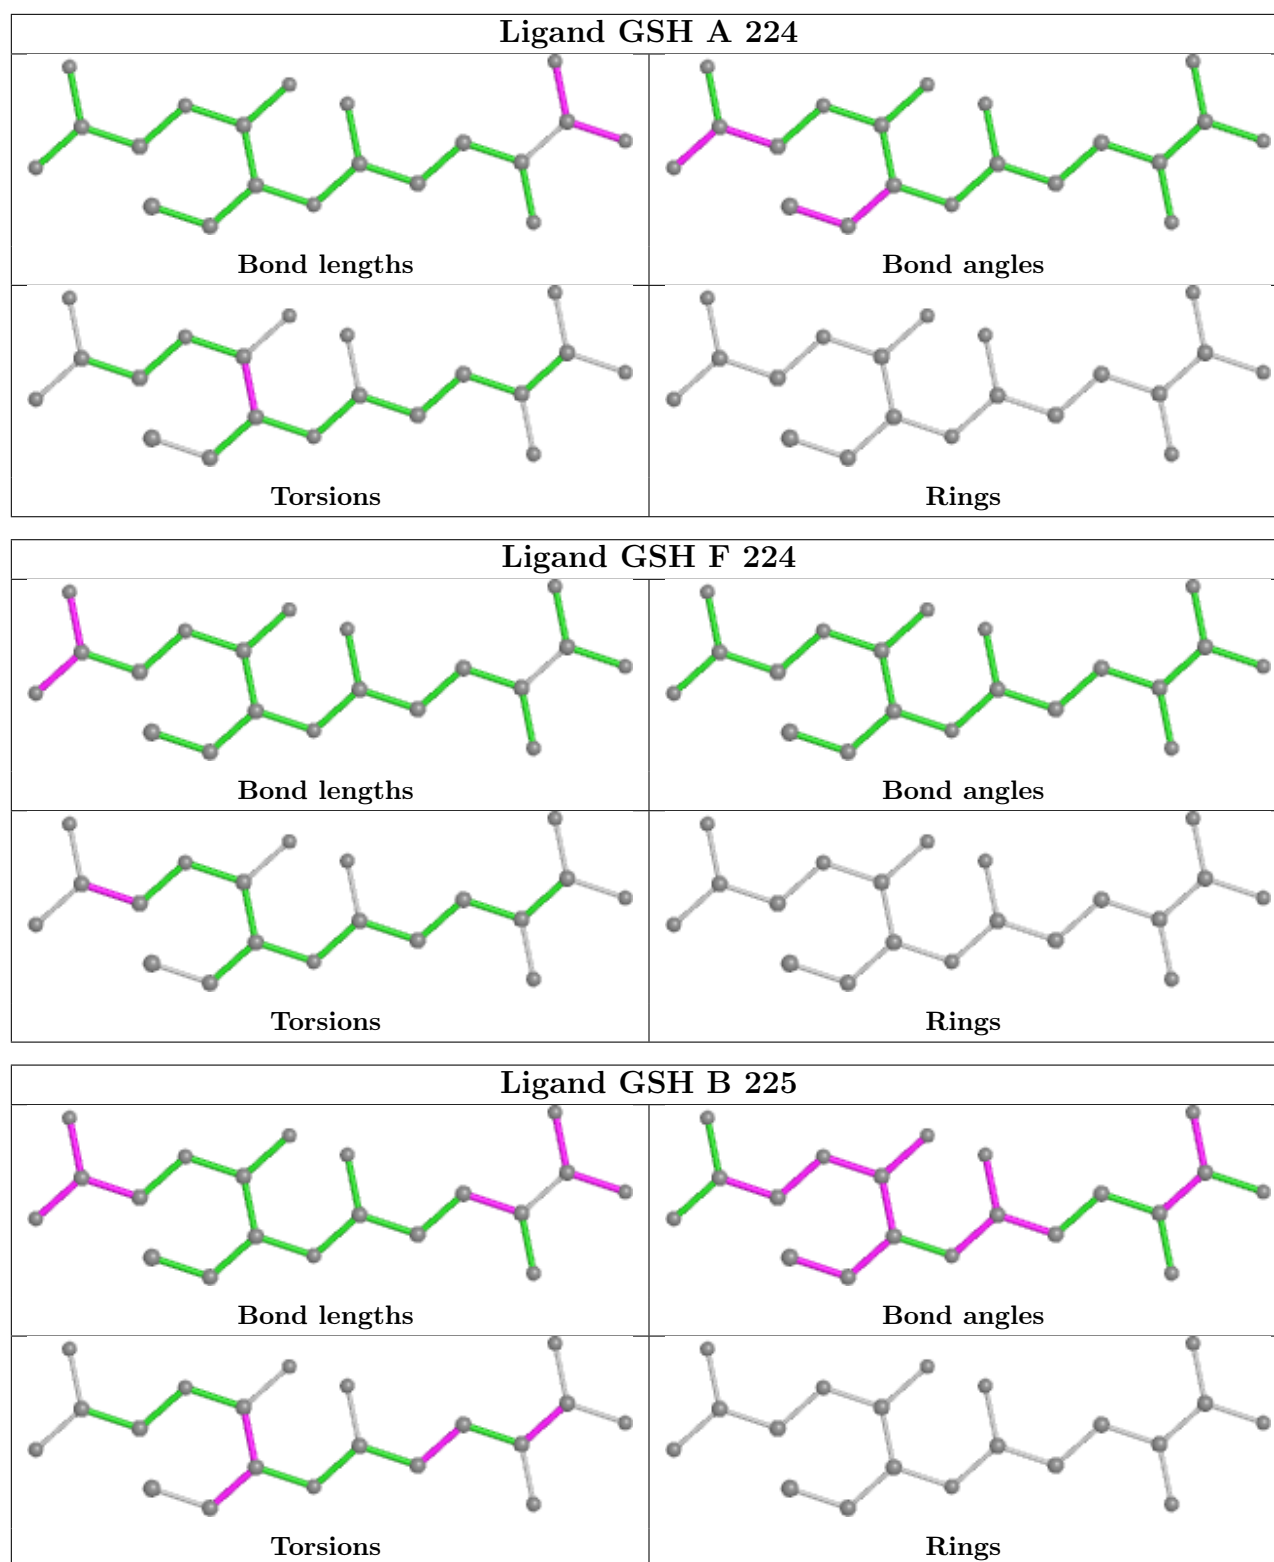 Ligand GSH A 224
Bond lengths
Bond angles
Torsions
Rings
Ligand GSH F 224
Bond lengths
Bond angles
Torsions
Rings
Ligand GSH B 225
Bond lengths
Bond angles
Torsions
Rings